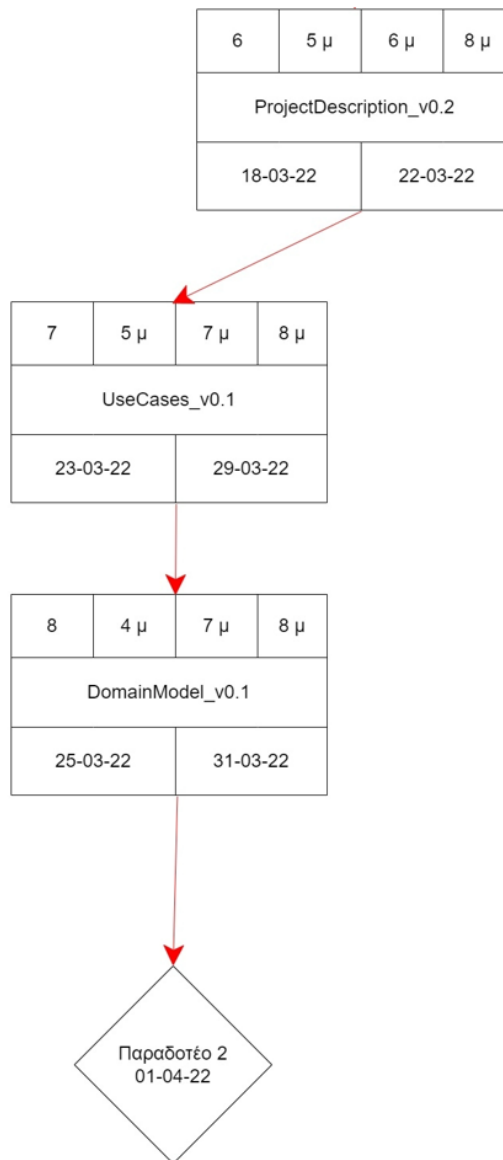 6 5 μ 6 μ 8 μ
ProjectDescription_v0.2
18-03-22 22-03-22
7 5 μ 7 μ 8 μ
UseCases_v0.1
23-03-22 29-03-22
8 4 μ 7 μ 8 μ
DomainModel_v0.1
25-03-22 31-03-22
Παραδοτέο 2
01-04-22